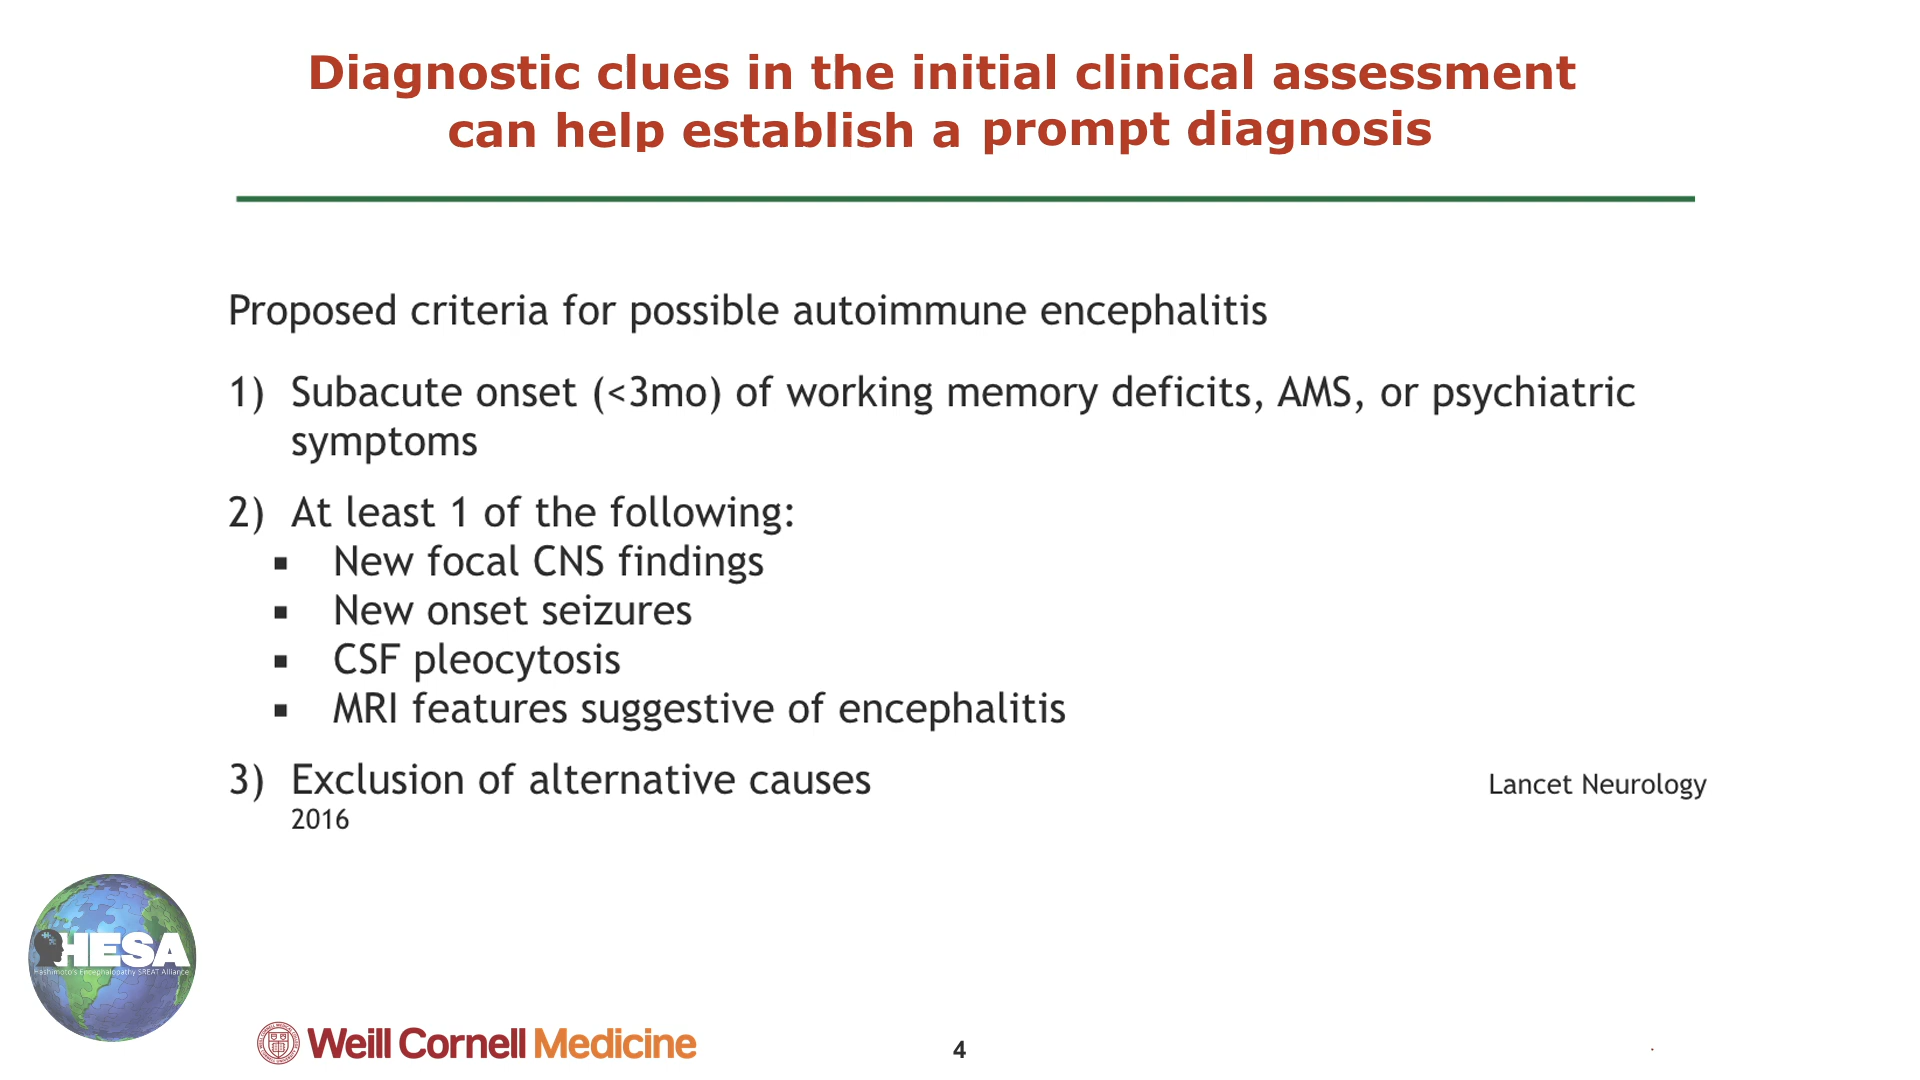 Diagnostic clues in the initial clinical assessment
can help establish a prompt diagnosis
Proposed criteria for possible autoimmune encephalitis
1) Subacute onset (<3mo) of working memory deficits, AMS, or psychiatric
symptoms
2) At least 1 of the following:
▪ New focal CNS findings
▪ New onset seizures
▪ CSF pleocytosis
▪ MRI features suggestive of encephalitis
3) Exclusion of alternative causes Lancet Neurology
2016
HESA
Hashimoto's Encephalopathy SREAT Alliance
Weill Cornell Medicine
4
.